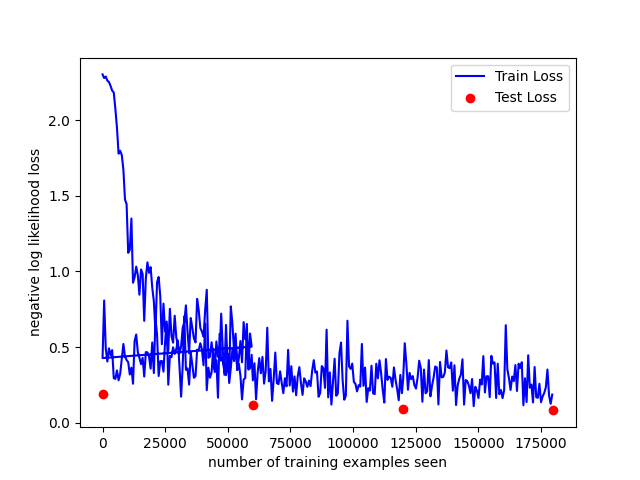 Train Loss
Test Loss
2.0
1.5
1.0
0.5
0.0
negative log likelihood loss
0 25000 50000 75000 100000 125000 150000 175000
number of training examples seen